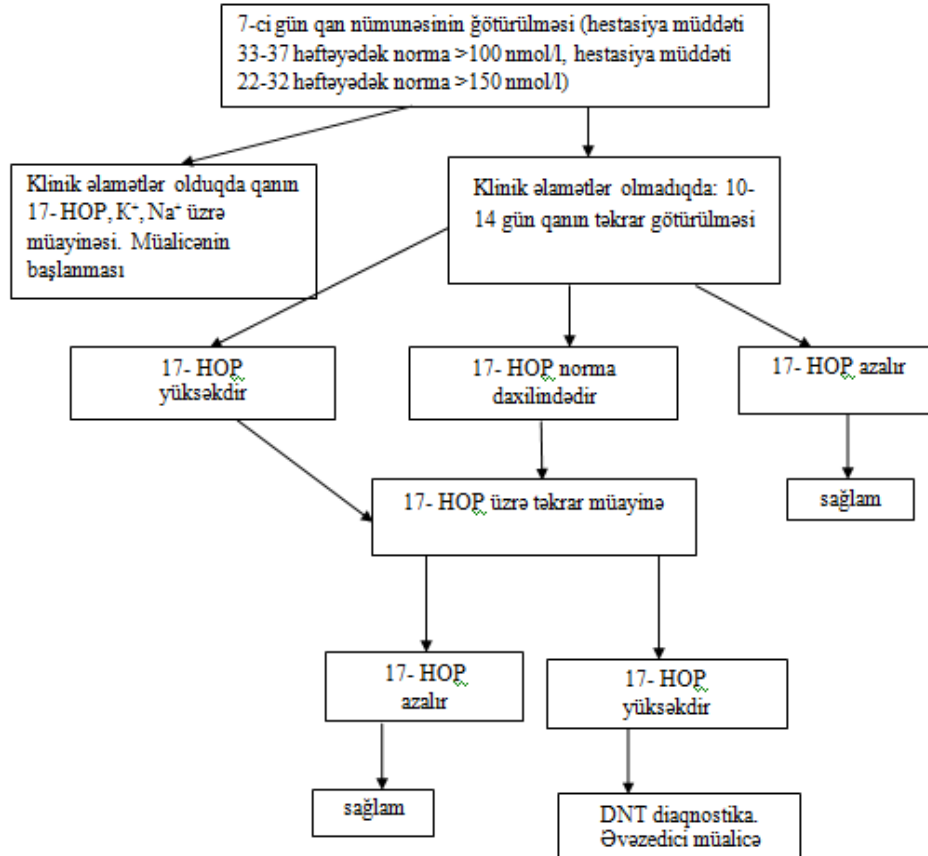 7-ci gün qan nümunəsinin ğötürülməsi (hestasiya müddəti
33-37 həftəyədək norma >100 nmol/l, hestasiya müddəti
22-32 həftəyədək norma >150 nmol/l)
Klinik əlamətlər olduqda qanın
17- HOP, K⁺, Na⁺ üzrə
müayinəsi. Müalicənin
başlanması
Klinik əlamətlər olmadıqda: 10-
14 gün qanın təkrar götürülməsi
17- HOP
yüksəkdir
17- HOP norma
daxilindədir
17- HOP azalır
sağlam
17- HOP üzrə təkrar müayinə
17- HOP
azalır
17- HOP
yüksəkdir
sağlam
DNT diaqnostika.
Əvəzedici müalicə